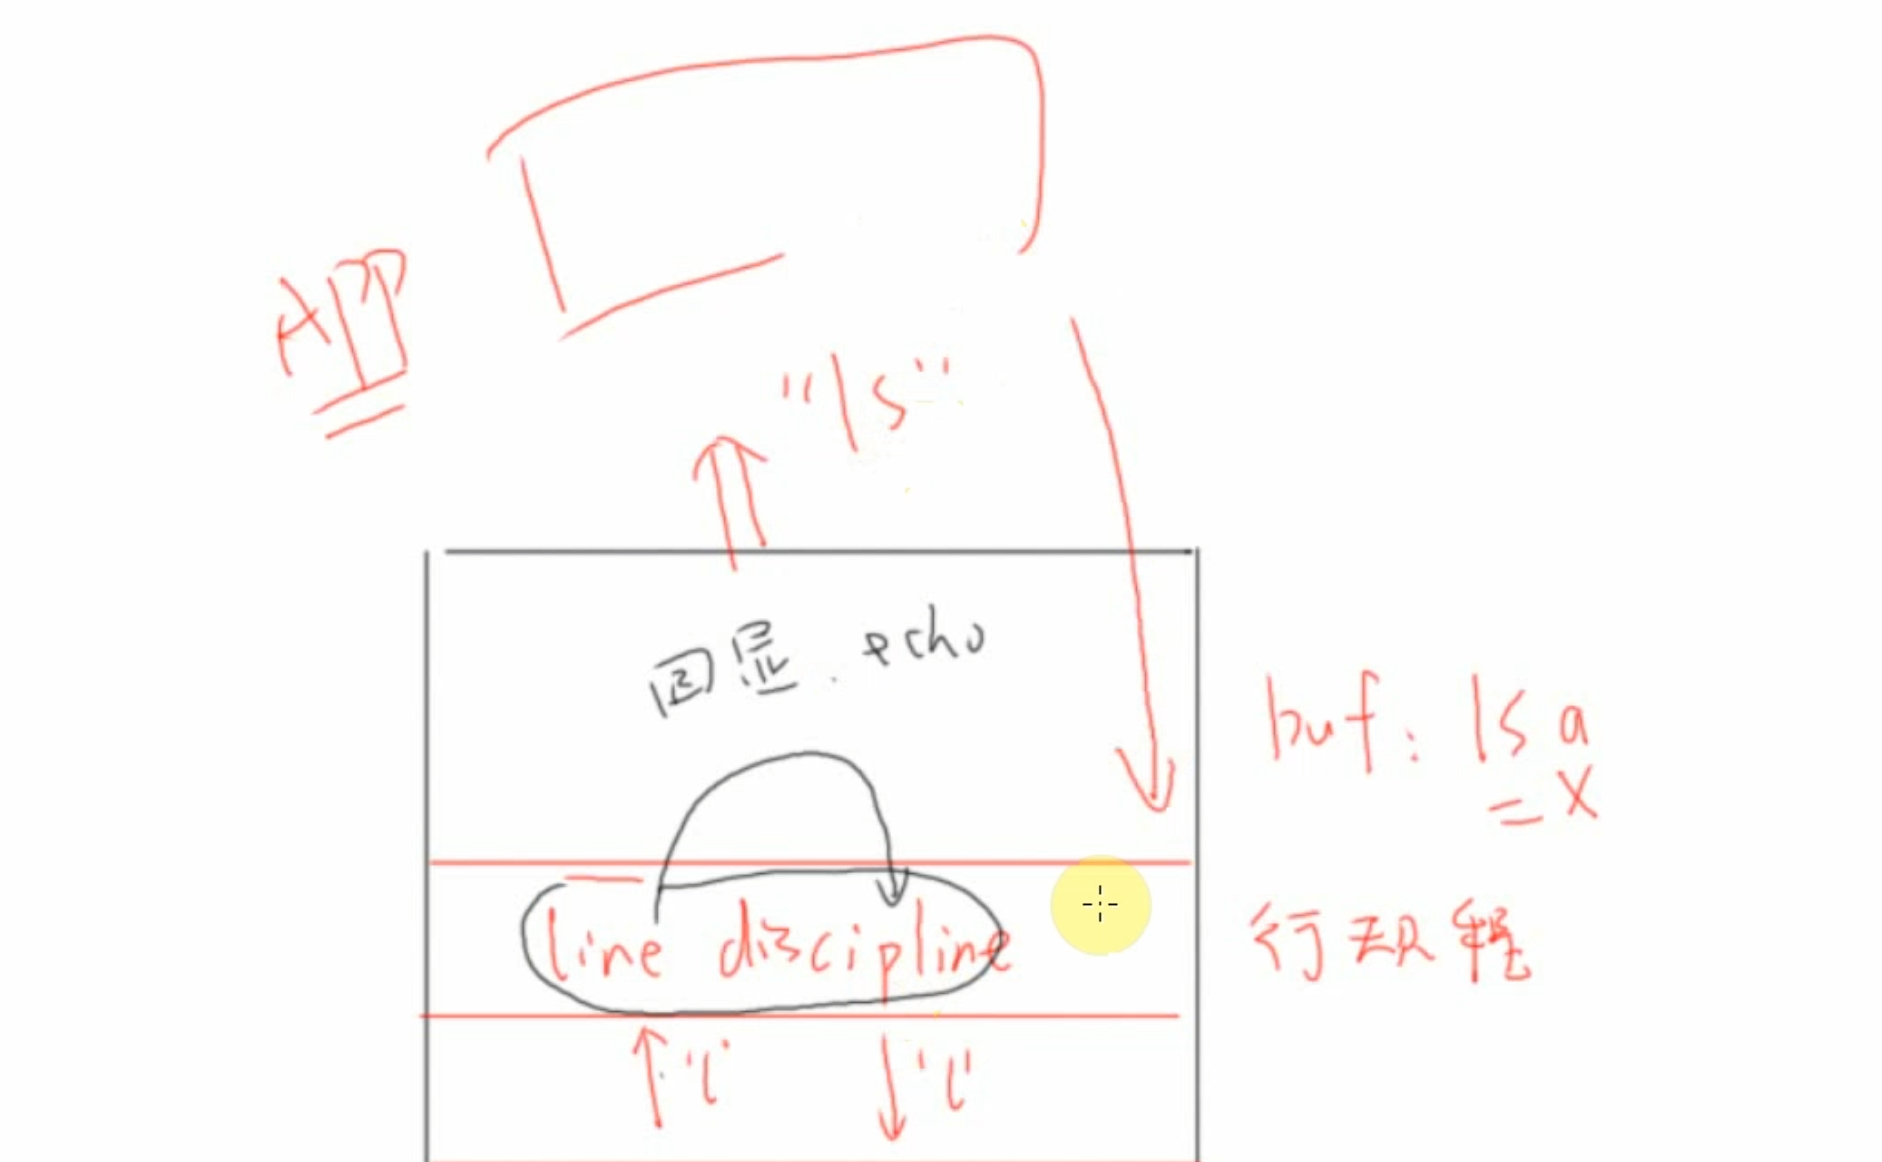 APP
"ls"
回显. echo
buf: ls a
= x
line discipline
行规程
'l' 'l'